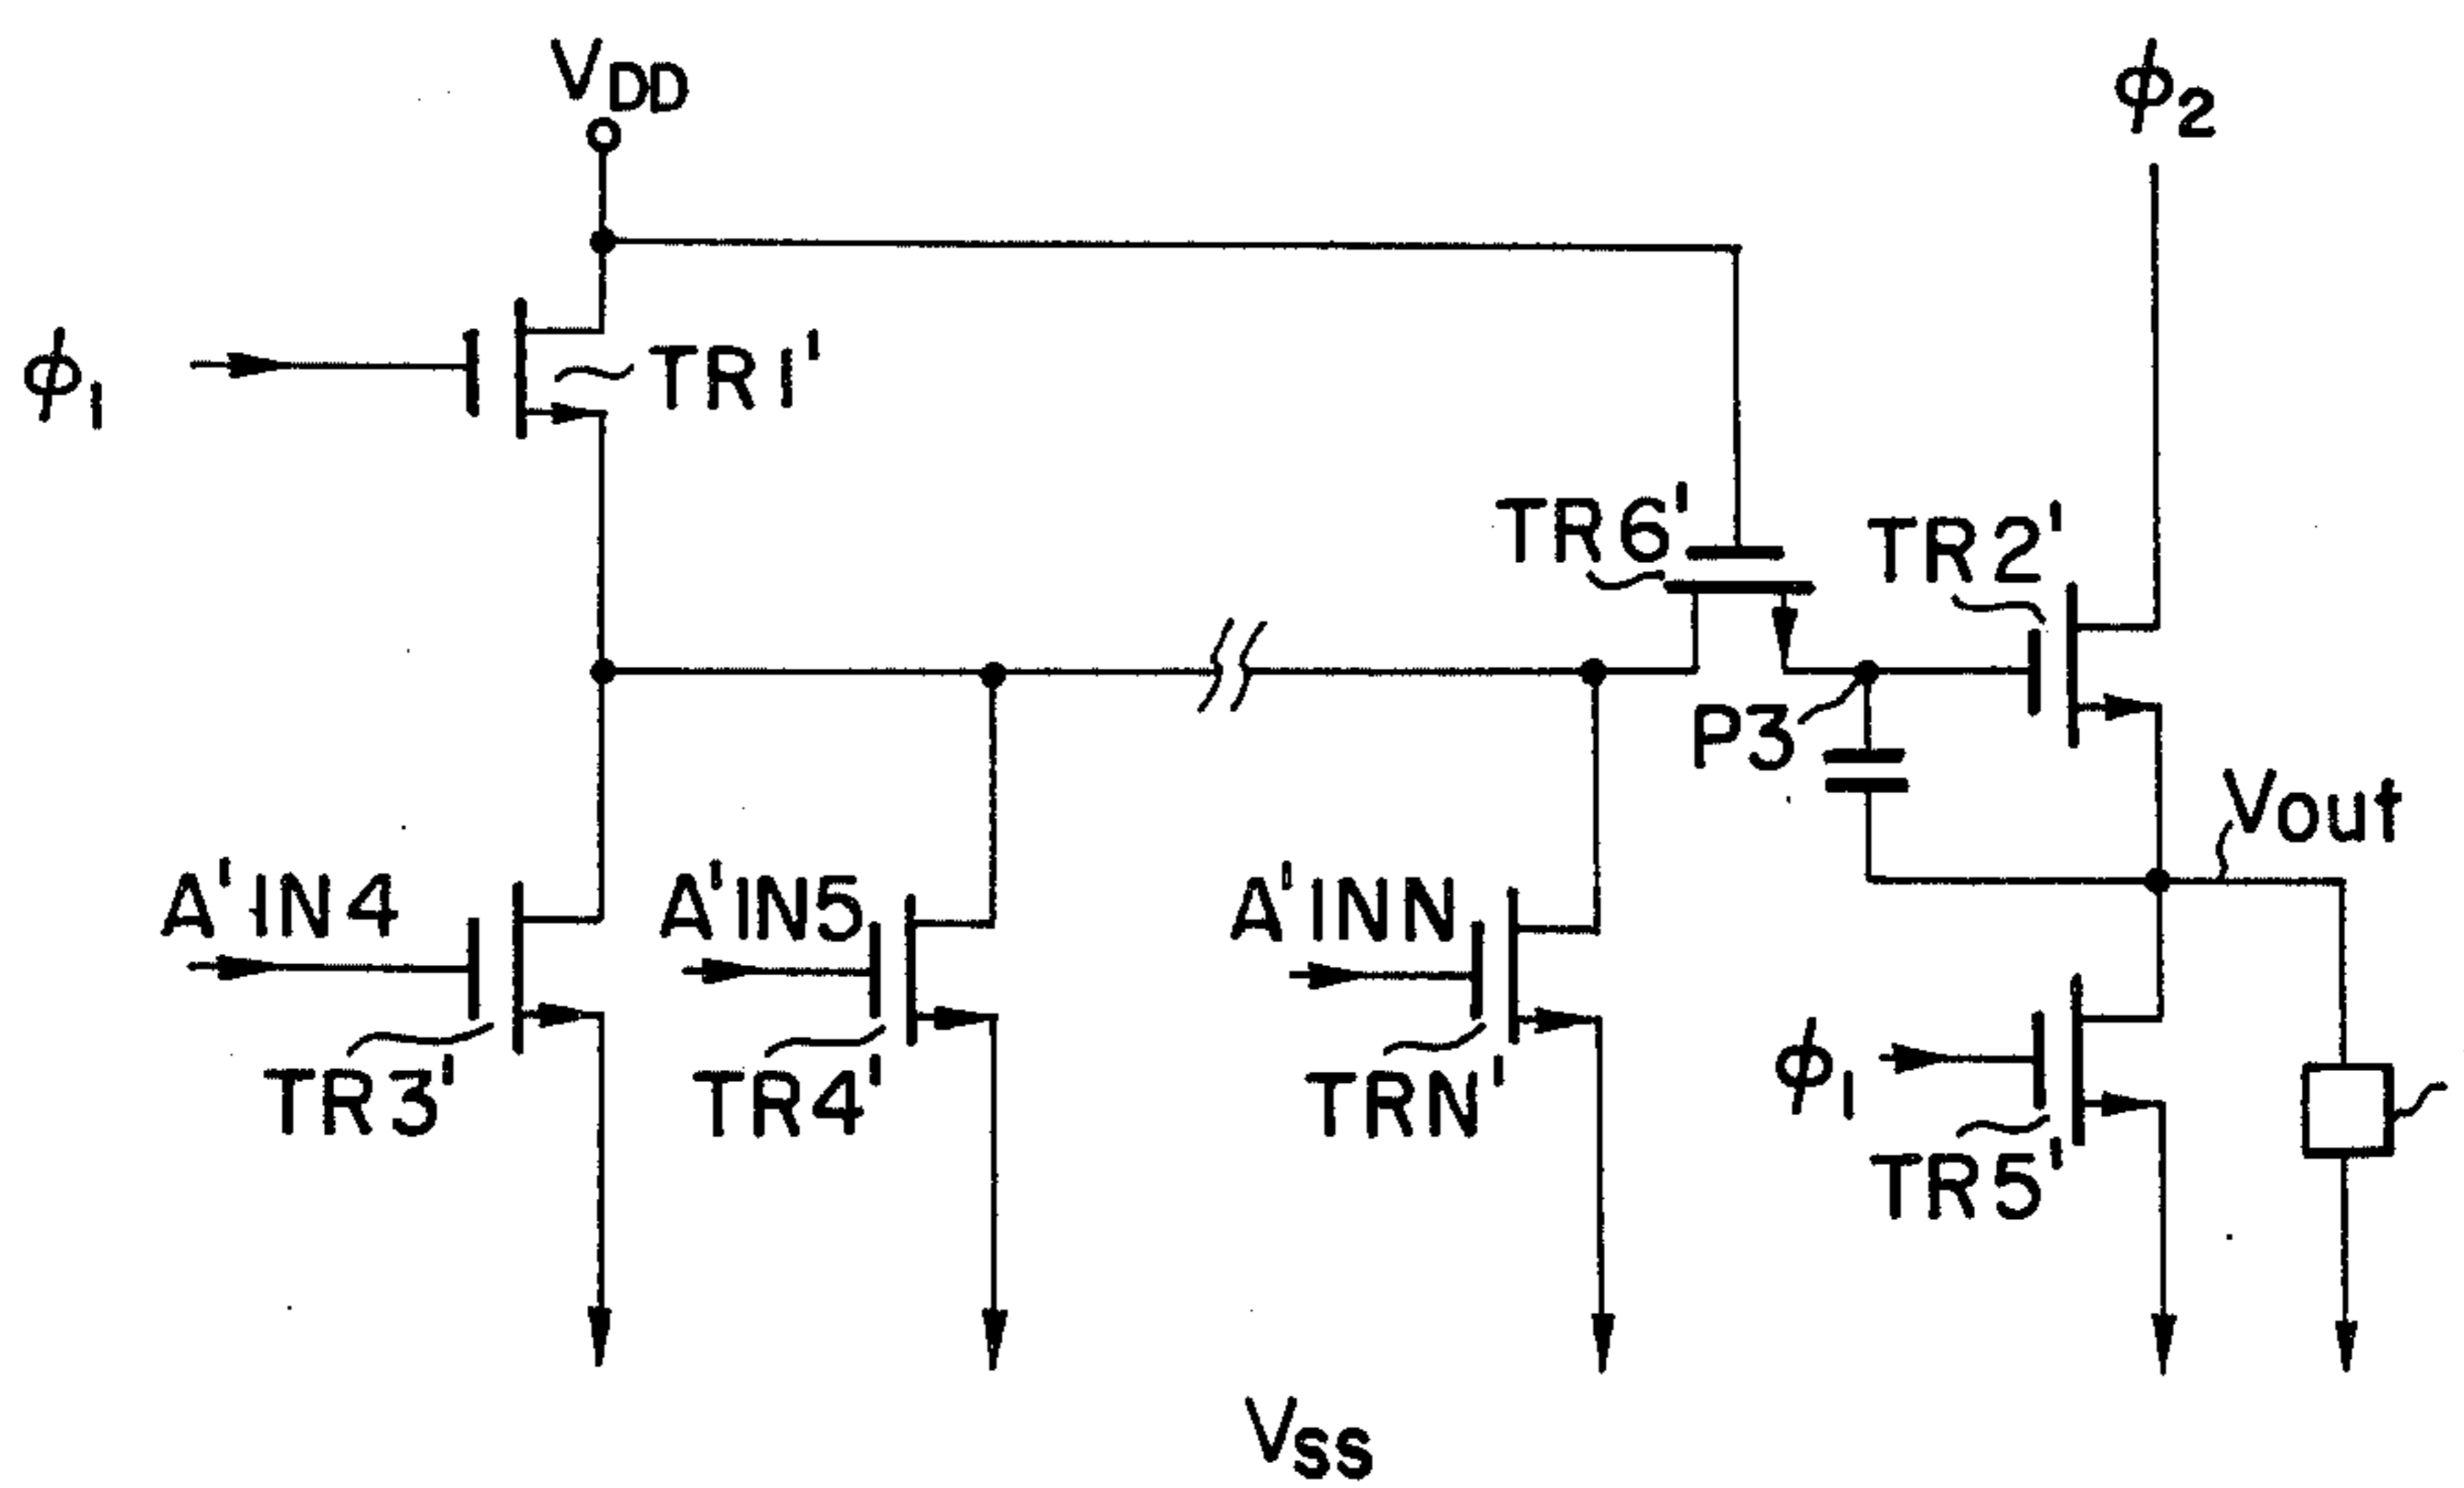 VDD
ϕ2
ϕ1
TR1'
TR6'
TR2'
P3
Vout
A'IN4
A'IN5
A'INN
TR3'
TR4'
TRN'
ϕ1
TR5'
VSS